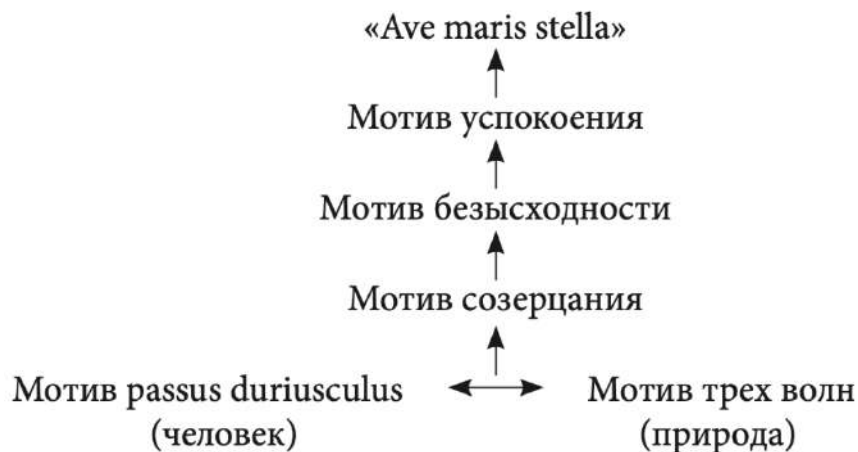 «Ave maris stella»
Мотив успокоения
Мотив безысходности
Мотив созерцания
Мотив passus duriusculus
(человек)
Мотив трех волн
(природа)